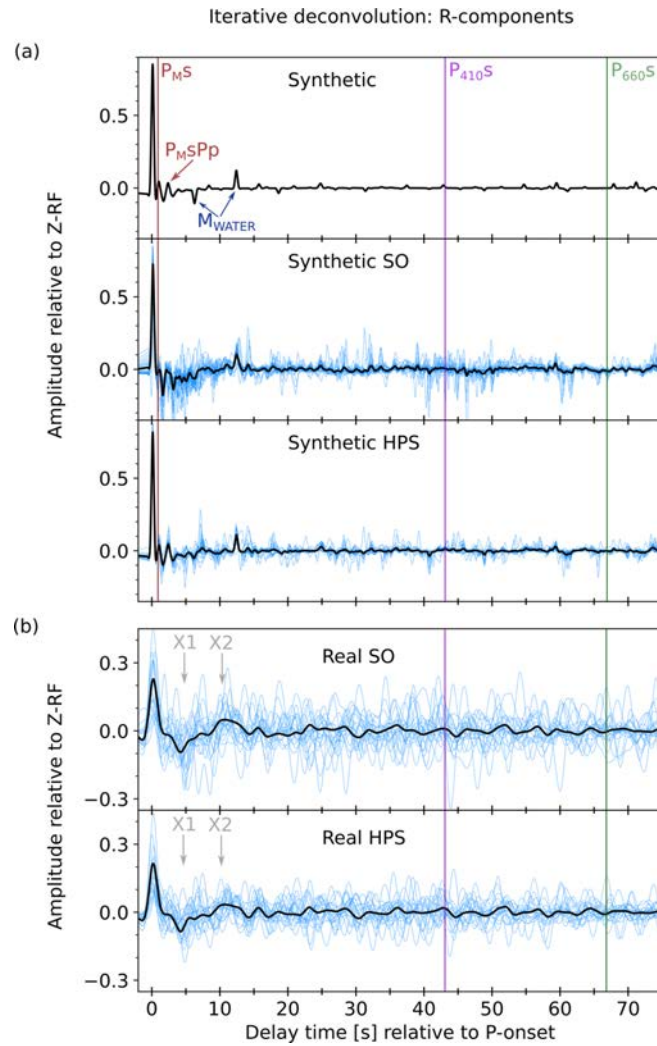 Iterative deconvolution: R-components
(a)
PMs
Synthetic
P410s
P660s
PMsPp
MWATER
0.5
0.0
Synthetic SO
0.5
0.0
Synthetic HPS
0.5
0.0
Amplitude relative to Z-RF
(b)
X1 X2
Real SO
0.3
0.0
−0.3
X1 X2
Real HPS
0.3
0.0
−0.3
Amplitude relative to Z-RF
0 10 20 30 40 50 60 70
Delay time [s] relative to P-onset